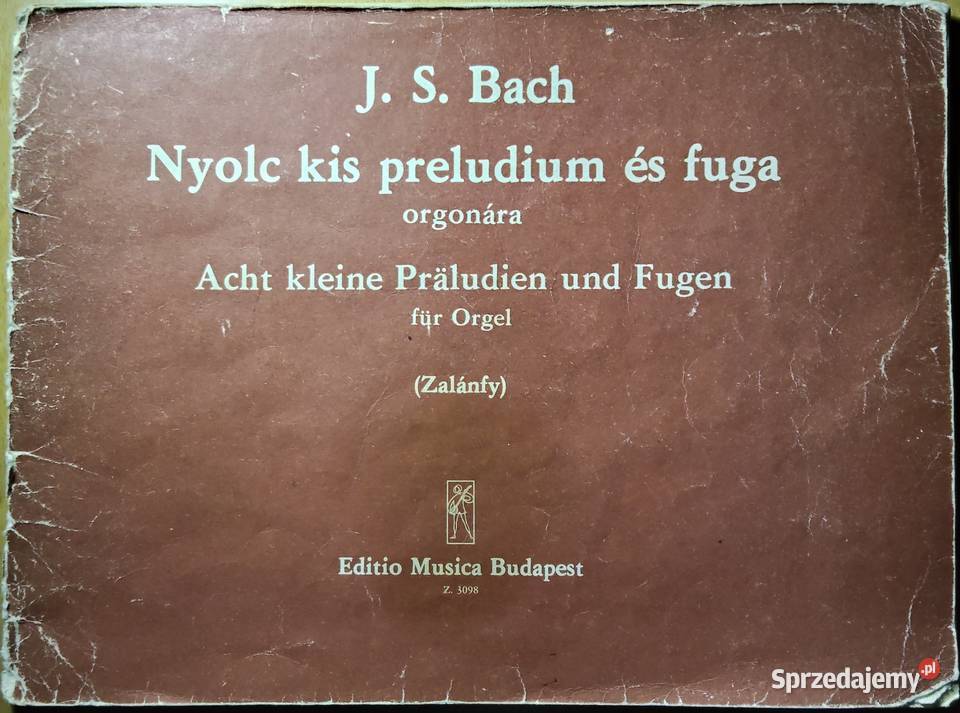 J. S. Bach
Nyolc kis preludium és fuga
orgonára
Acht kleine Präludien und Fugen
für Orgel
(Zalánfy)
Editio Musica Budapest
Z. 3098
Sprzedajemy.pl